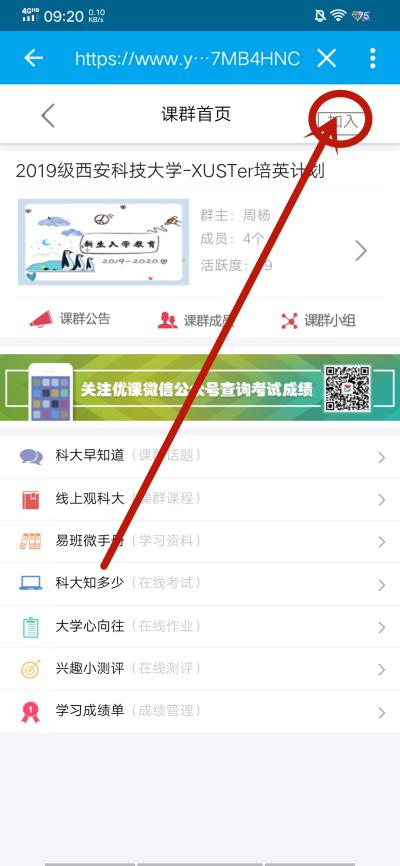 4GHD 09:20 0.10 KB/s 75
https://www.y···7MB4HNC
课群首页
加入
2019级西安科技大学-XUSTer培英计划
新生入学教育
2019-2020
群主：周杨
成员：4个
活跃度：
课群公告 课群成员 课群小组
关注优课微信公众号查询考试成绩
科大早知道（课群话题）
线上观科大（课群课程）
易班微手册（学习资料）
科大知多少（在线考试）
大学心向往（在线作业）
兴趣小测评（在线测评）
1 学习成绩单（成绩管理）